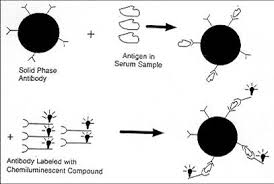 +
Solid Phase
Antibody
Antigen in
Serum Sample
+
Antibody Labeled with
Chemiluminescent Compound